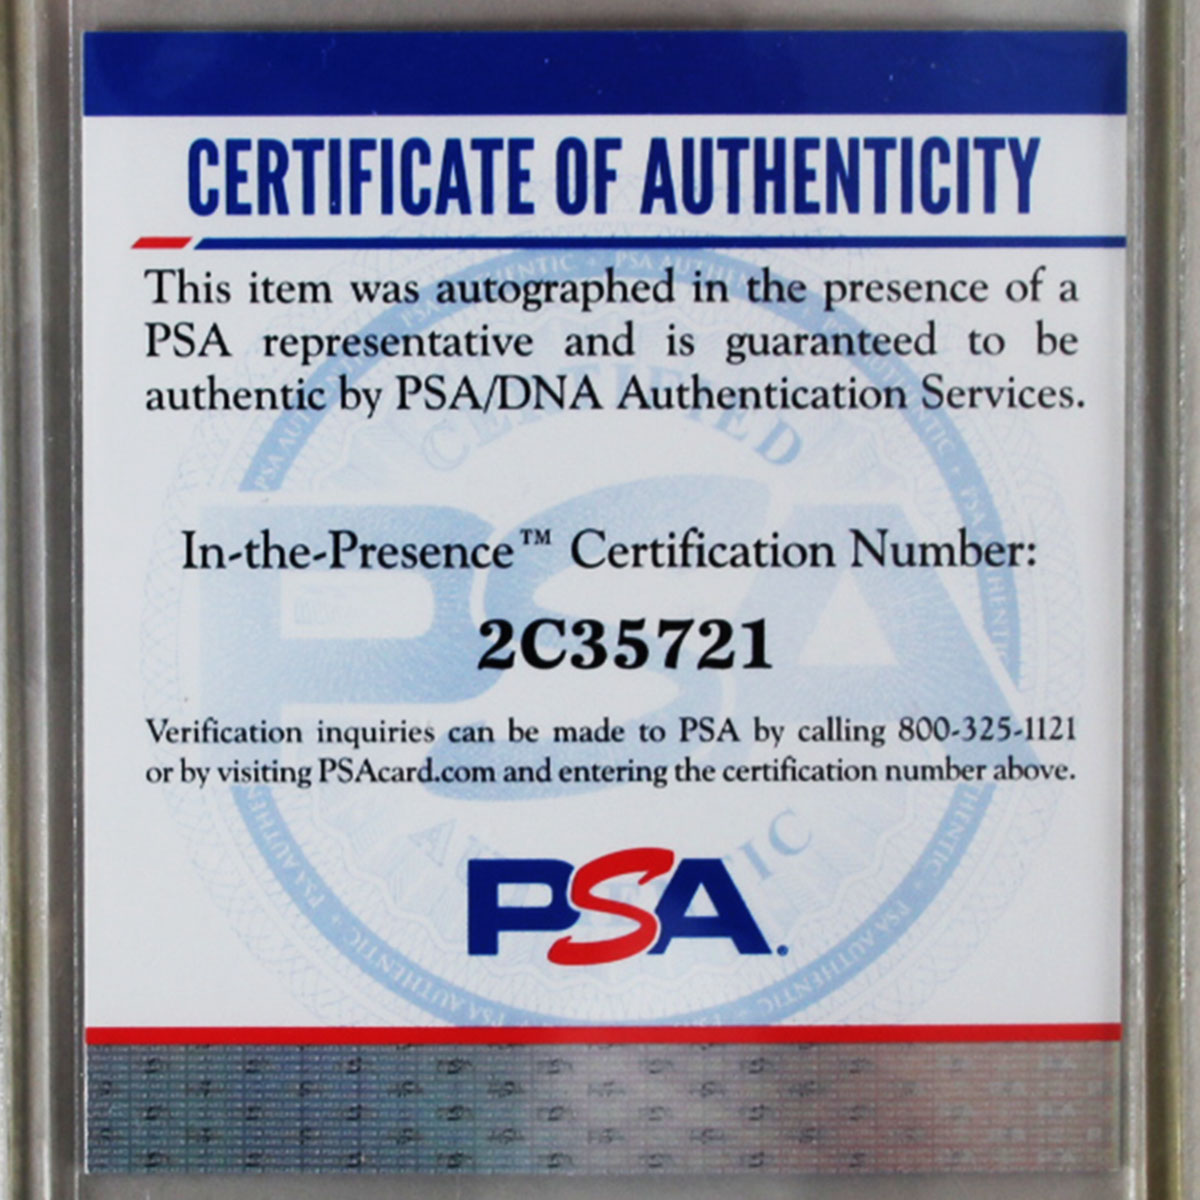 CERTIFICATE OF AUTHENTICITY
This item was autographed in the presence of a
PSA representative and is guaranteed to be
authentic by PSA/DNA Authentication Services.
In-the-Presence™ Certification Number:
2C35721
Verification inquiries can be made to PSA by calling 800-325-1121
or by visiting PSAcard.com and entering the certification number above.
PSA.